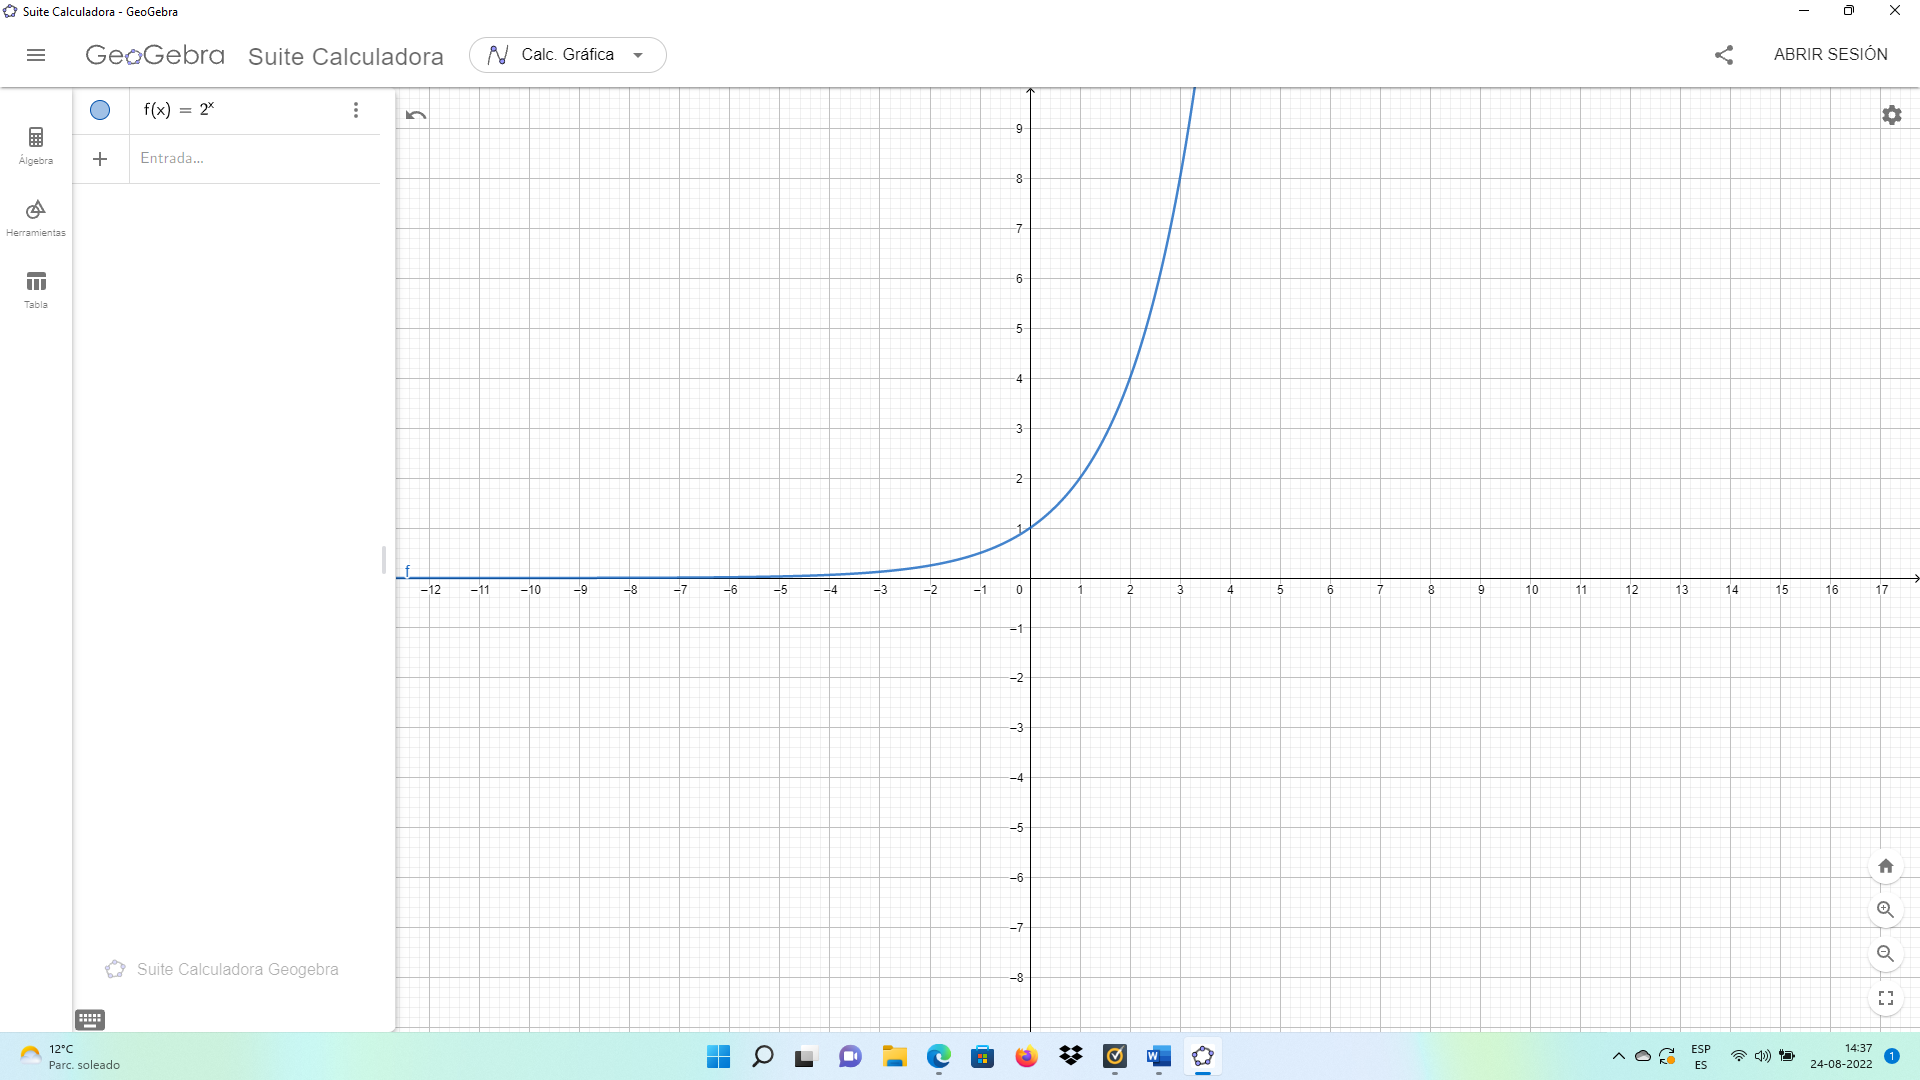 Suite Calculadora - GeoGebra
GeoGebra Suite Calculadora Calc. Gráfica ABRIR SESIÓN
f(x) = 2ˣ
Entrada...
Álgebra
Herramientas
Tabla
9
8
7
6
5
4
3
2
1
f
−12 −11 −10 −9 −8 −7 −6 −5 −4 −3 −2 −1 0 1 2 3 4 5 6 7 8 9 10 11 12 13 14 15 16 17
−1
−2
−3
−4
−5
−6
−7
−8
Suite Calculadora Geogebra
12°C
Parc. soleado
ESP
ES
14:37
24-08-2022
1